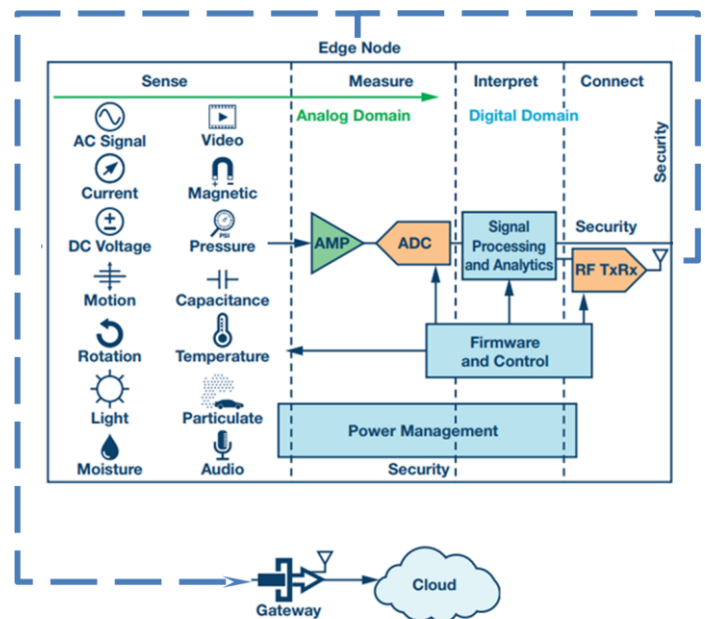 Edge Node
Sense
Measure
Interpret
Connect
Analog Domain
Digital Domain
AC Signal
Video
Current
Magnetic
DC Voltage
PSI
Pressure
Motion
Capacitance
Rotation
Temperature
Light
Particulate
Moisture
Audio
AMP
ADC
Signal
Processing
and Analytics
Security
RF TxRx
Security
Firmware
and Control
Power Management
Security
Gateway
Cloud